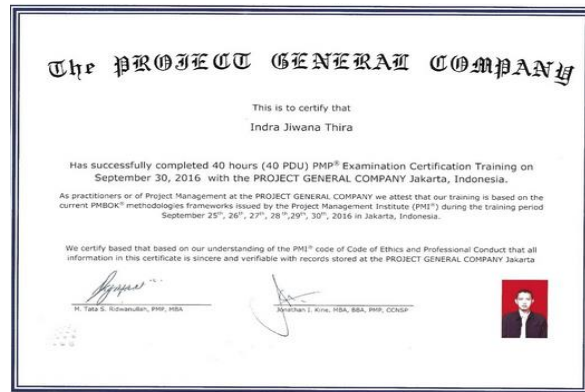 The PROJECT GENERAL COMPANY
This is to certify that
Indra Jiwana Thira
Has successfully completed 40 hours (40 PDU) PMP® Examination Certification Training on
September 30, 2016 with the PROJECT GENERAL COMPANY Jakarta, Indonesia.
As practitioners or of Project Management at the PROJECT GENERAL COMPANY we attest that our training is based on the
current PMBOK® methodologies frameworks issued by the Project Management Institute (PMI®) during the training period
September 25th, 26th, 27th, 28th,29th, 30th, 2016 in Jakarta, Indonesia.
We certify based that based on our understanding of the PMI® code of Code of Ethics and Professional Conduct that all
information in this certificate is sincere and verifiable with records stored at the PROJECT GENERAL COMPANY Jakarta
M. Tata S. Ridwanullah, PMP, MBA
Jonathan I. Kine, MBA, BBA, PMP, CCNSP